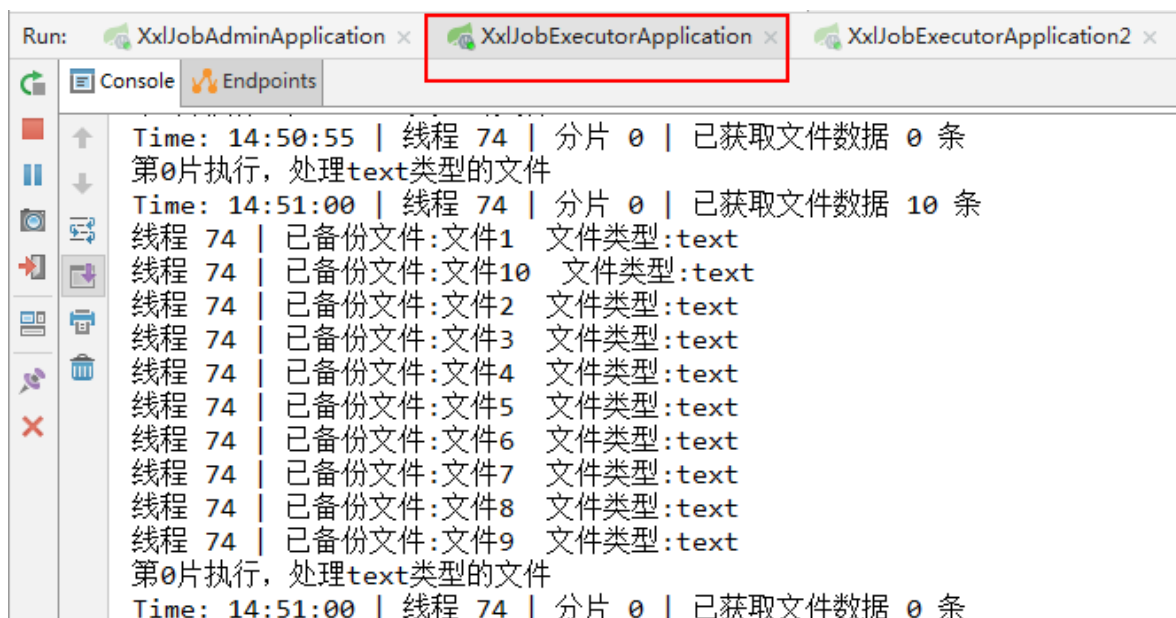 Run: XxlJobAdminApplication × XxlJobExecutorApplication × XxlJobExecutorApplication2 ×
Console Endpoints
Time: 14:50:55 | 线程 74 | 分片 0 | 已获取文件数据 0 条
第0片执行，处理text类型的文件
Time: 14:51:00 | 线程 74 | 分片 0 | 已获取文件数据 10 条
线程 74 | 已备份文件:文件1  文件类型:text
线程 74 | 已备份文件:文件10  文件类型:text
线程 74 | 已备份文件:文件2  文件类型:text
线程 74 | 已备份文件:文件3  文件类型:text
线程 74 | 已备份文件:文件4  文件类型:text
线程 74 | 已备份文件:文件5  文件类型:text
线程 74 | 已备份文件:文件6  文件类型:text
线程 74 | 已备份文件:文件7  文件类型:text
线程 74 | 已备份文件:文件8  文件类型:text
线程 74 | 已备份文件:文件9  文件类型:text
第0片执行，处理text类型的文件
Time: 14:51:00 | 线程 74 | 分片 0 | 已获取文件数据 0 条